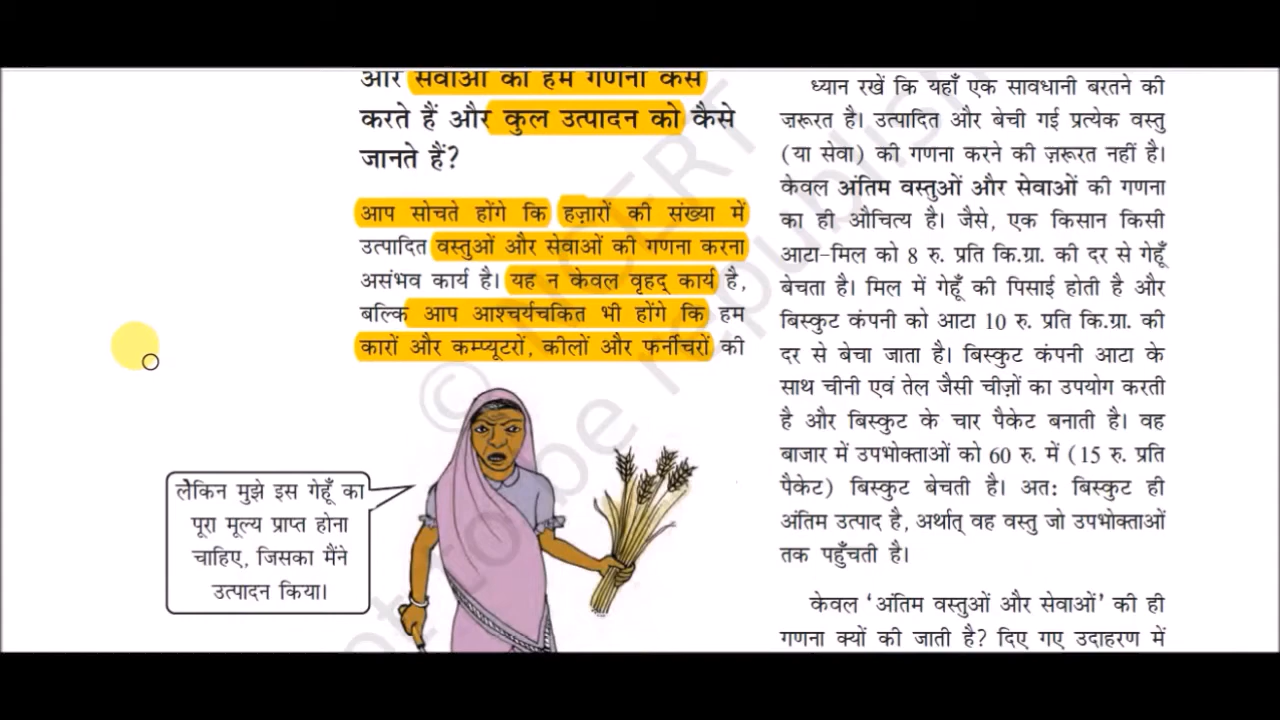 और सेवाओं की हम गणना कैसे
करते हैं और कुल उत्पादन को कैसे
जानते हैं?
आप सोचते होंगे कि हज़ारों की संख्या में
उत्पादित वस्तुओं और सेवाओं की गणना करना
असंभव कार्य है। यह न केवल वृहद् कार्य है,
बल्कि आप आश्चर्यचकित भी होंगे कि हम
कारों और कम्प्यूटरों, कीलों और फर्नीचरों की
लेकिन मुझे इस गेहूँ का
पूरा मूल्य प्राप्त होना
चाहिए, जिसका मैंने
उत्पादन किया।
ध्यान रखें कि यहाँ एक सावधानी बरतने की
ज़रूरत है। उत्पादित और बेची गई प्रत्येक वस्तु
(या सेवा) की गणना करने की ज़रूरत नहीं है।
केवल अंतिम वस्तुओं और सेवाओं की गणना
का ही औचित्य है। जैसे, एक किसान किसी
आटा-मिल को 8 रु. प्रति कि.ग्रा. की दर से गेहूँ
बेचता है। मिल में गेहूँ की पिसाई होती है और
बिस्कुट कंपनी को आटा 10 रु. प्रति कि.ग्रा. की
दर से बेचा जाता है। बिस्कुट कंपनी आटा के
साथ चीनी एवं तेल जैसी चीज़ों का उपयोग करती
है और बिस्कुट के चार पैकेट बनाती है। वह
बाजार में उपभोक्ताओं को 60 रु. में (15 रु. प्रति
पैकेट) बिस्कुट बेचती है। अत: बिस्कुट ही
अंतिम उत्पाद है, अर्थात् वह वस्तु जो उपभोक्ताओं
तक पहुँचती है।
केवल ‘अंतिम वस्तुओं और सेवाओं’ की ही
गणना क्यों की जाती है? दिए गए उदाहरण में
© NCERT
not to be republish